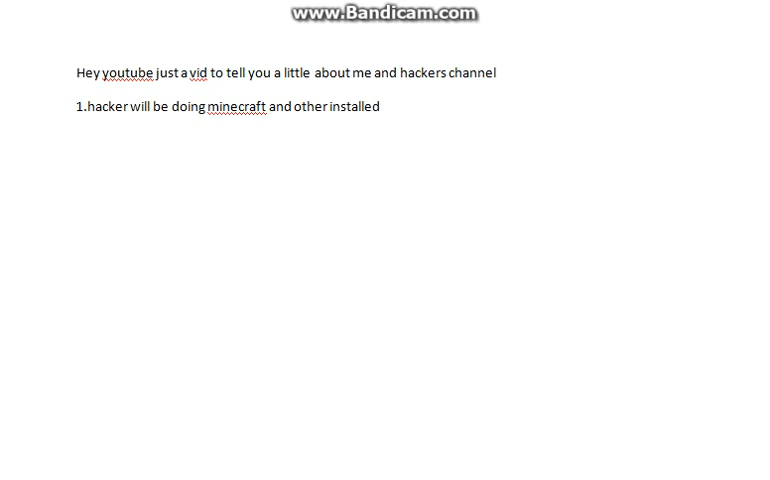 www.Bandicam.com
Hey youtube just a vid to tell you a little about me and hackers channel
1.hacker will be doing minecraft and other installed